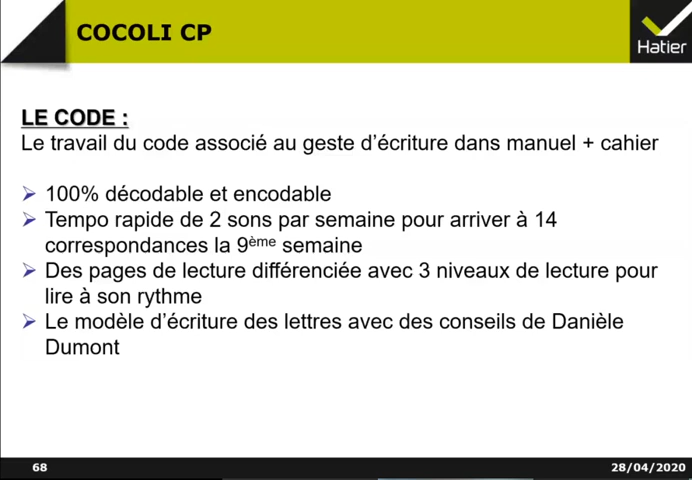 COCOLI CP
Hatier
LE CODE :
Le travail du code associé au geste d'écriture dans manuel + cahier
100% décodable et encodable
Tempo rapide de 2 sons par semaine pour arriver à 14
correspondances la 9ème semaine
Des pages de lecture différenciée avec 3 niveaux de lecture pour
lire à son rythme
Le modèle d'écriture des lettres avec des conseils de Danièle
Dumont
68
28/04/2020